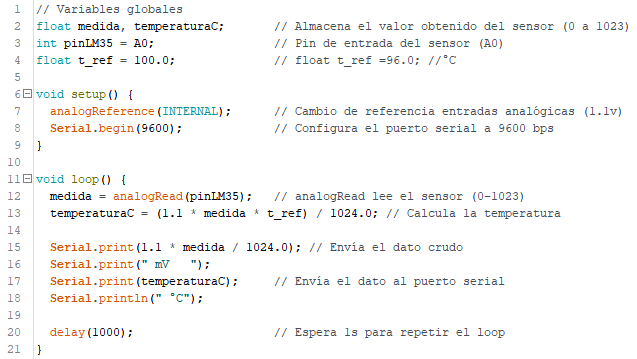 1 // Variables globales
2 float medida, temperaturaC; // Almacena el valor obtenido del sensor (0 a 1023)
3 int pinLM35 = A0; // Pin de entrada del sensor (A0)
4 float t_ref = 100.0; // float t_ref =96.0; //°C
5
6 void setup() {
7 analogReference(INTERNAL); // Cambio de referencia entradas analógicas (1.1v)
8 Serial.begin(9600); // Configura el puerto serial a 9600 bps
9 }
10
11 void loop() {
12 medida = analogRead(pinLM35); // analogRead lee el sensor (0-1023)
13 temperaturaC = (1.1 * medida * t_ref) / 1024.0; // Calcula la temperatura
14
15 Serial.print(1.1 * medida / 1024.0); // Envía el dato crudo
16 Serial.print(" mV   ");
17 Serial.print(temperaturaC); // Envía el dato al puerto serial
18 Serial.println(" °C");
19
20 delay(1000); // Espera 1s para repetir el loop
21 }